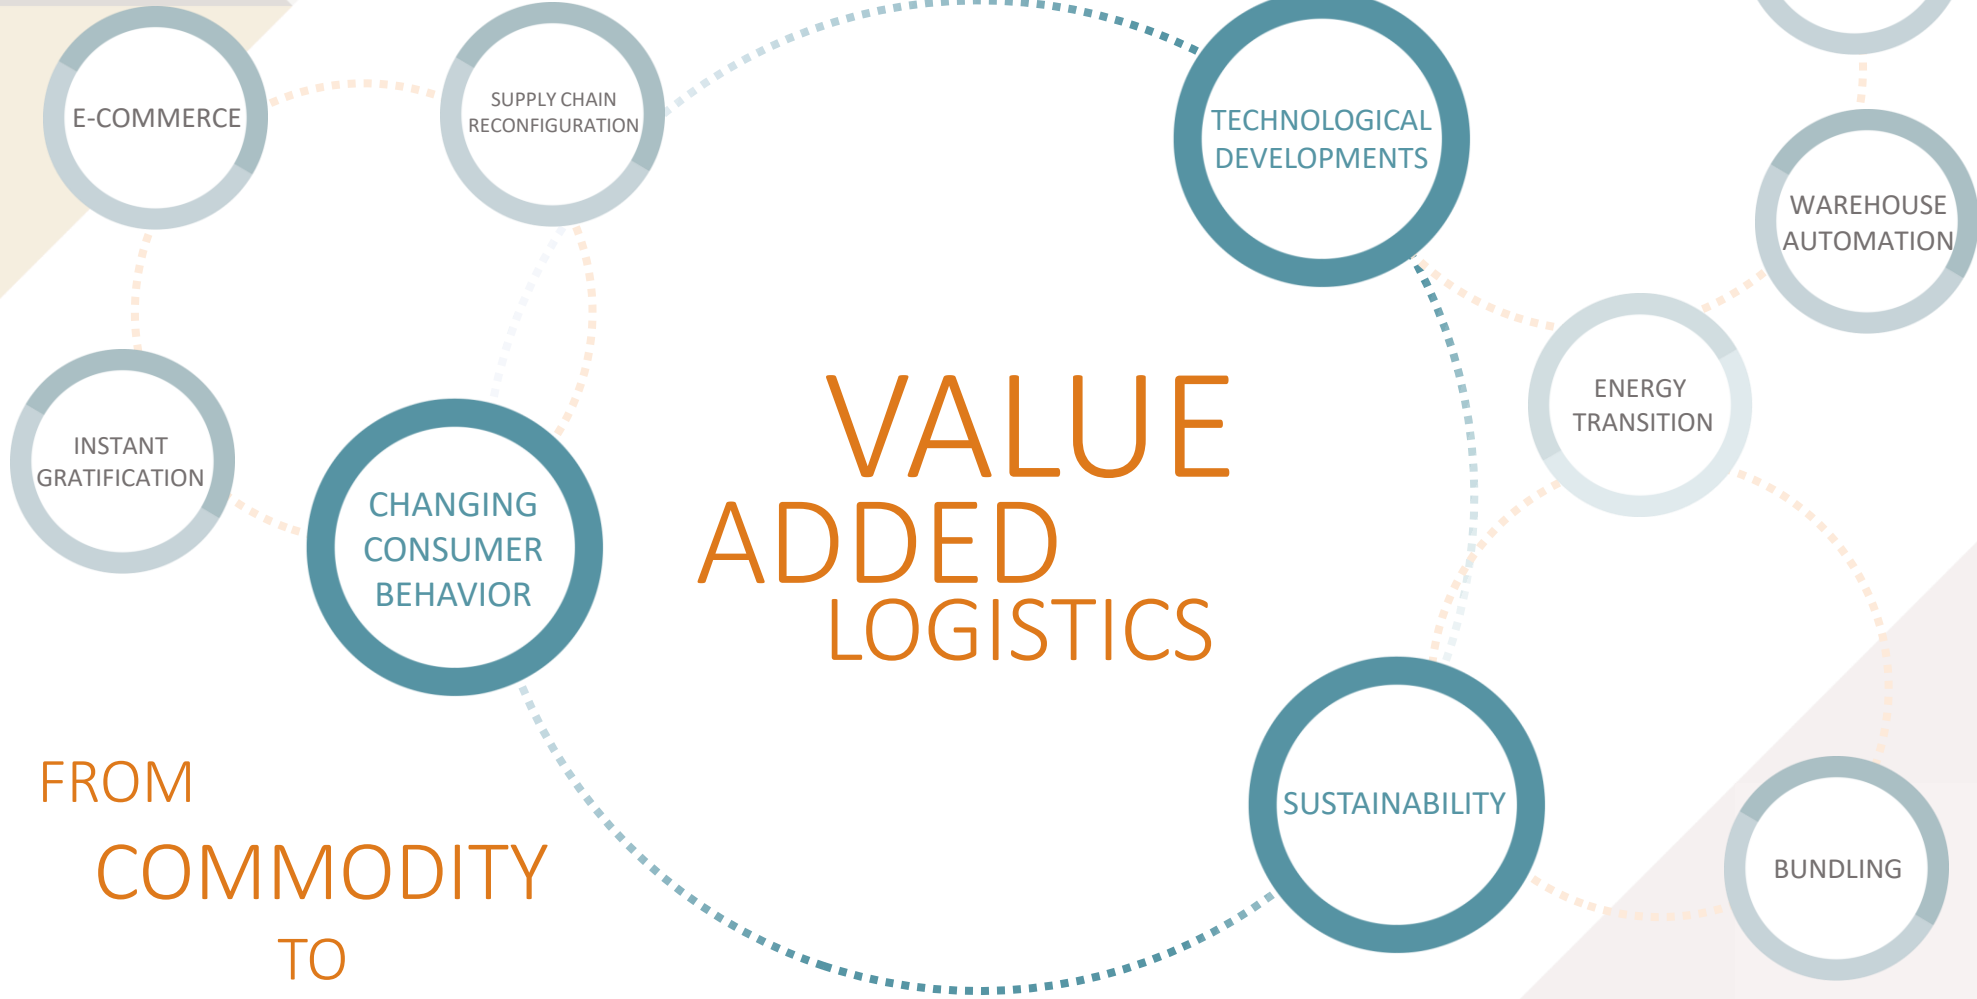 E-COMMERCE
SUPPLY CHAIN
RECONFIGURATION
TECHNOLOGICAL
DEVELOPMENTS
WAREHOUSE
AUTOMATION
ENERGY
TRANSITION
INSTANT
GRATIFICATION
CHANGING
CONSUMER
BEHAVIOR
VALUE
ADDED
LOGISTICS
SUSTAINABILITY
BUNDLING
FROM
COMMODITY
TO